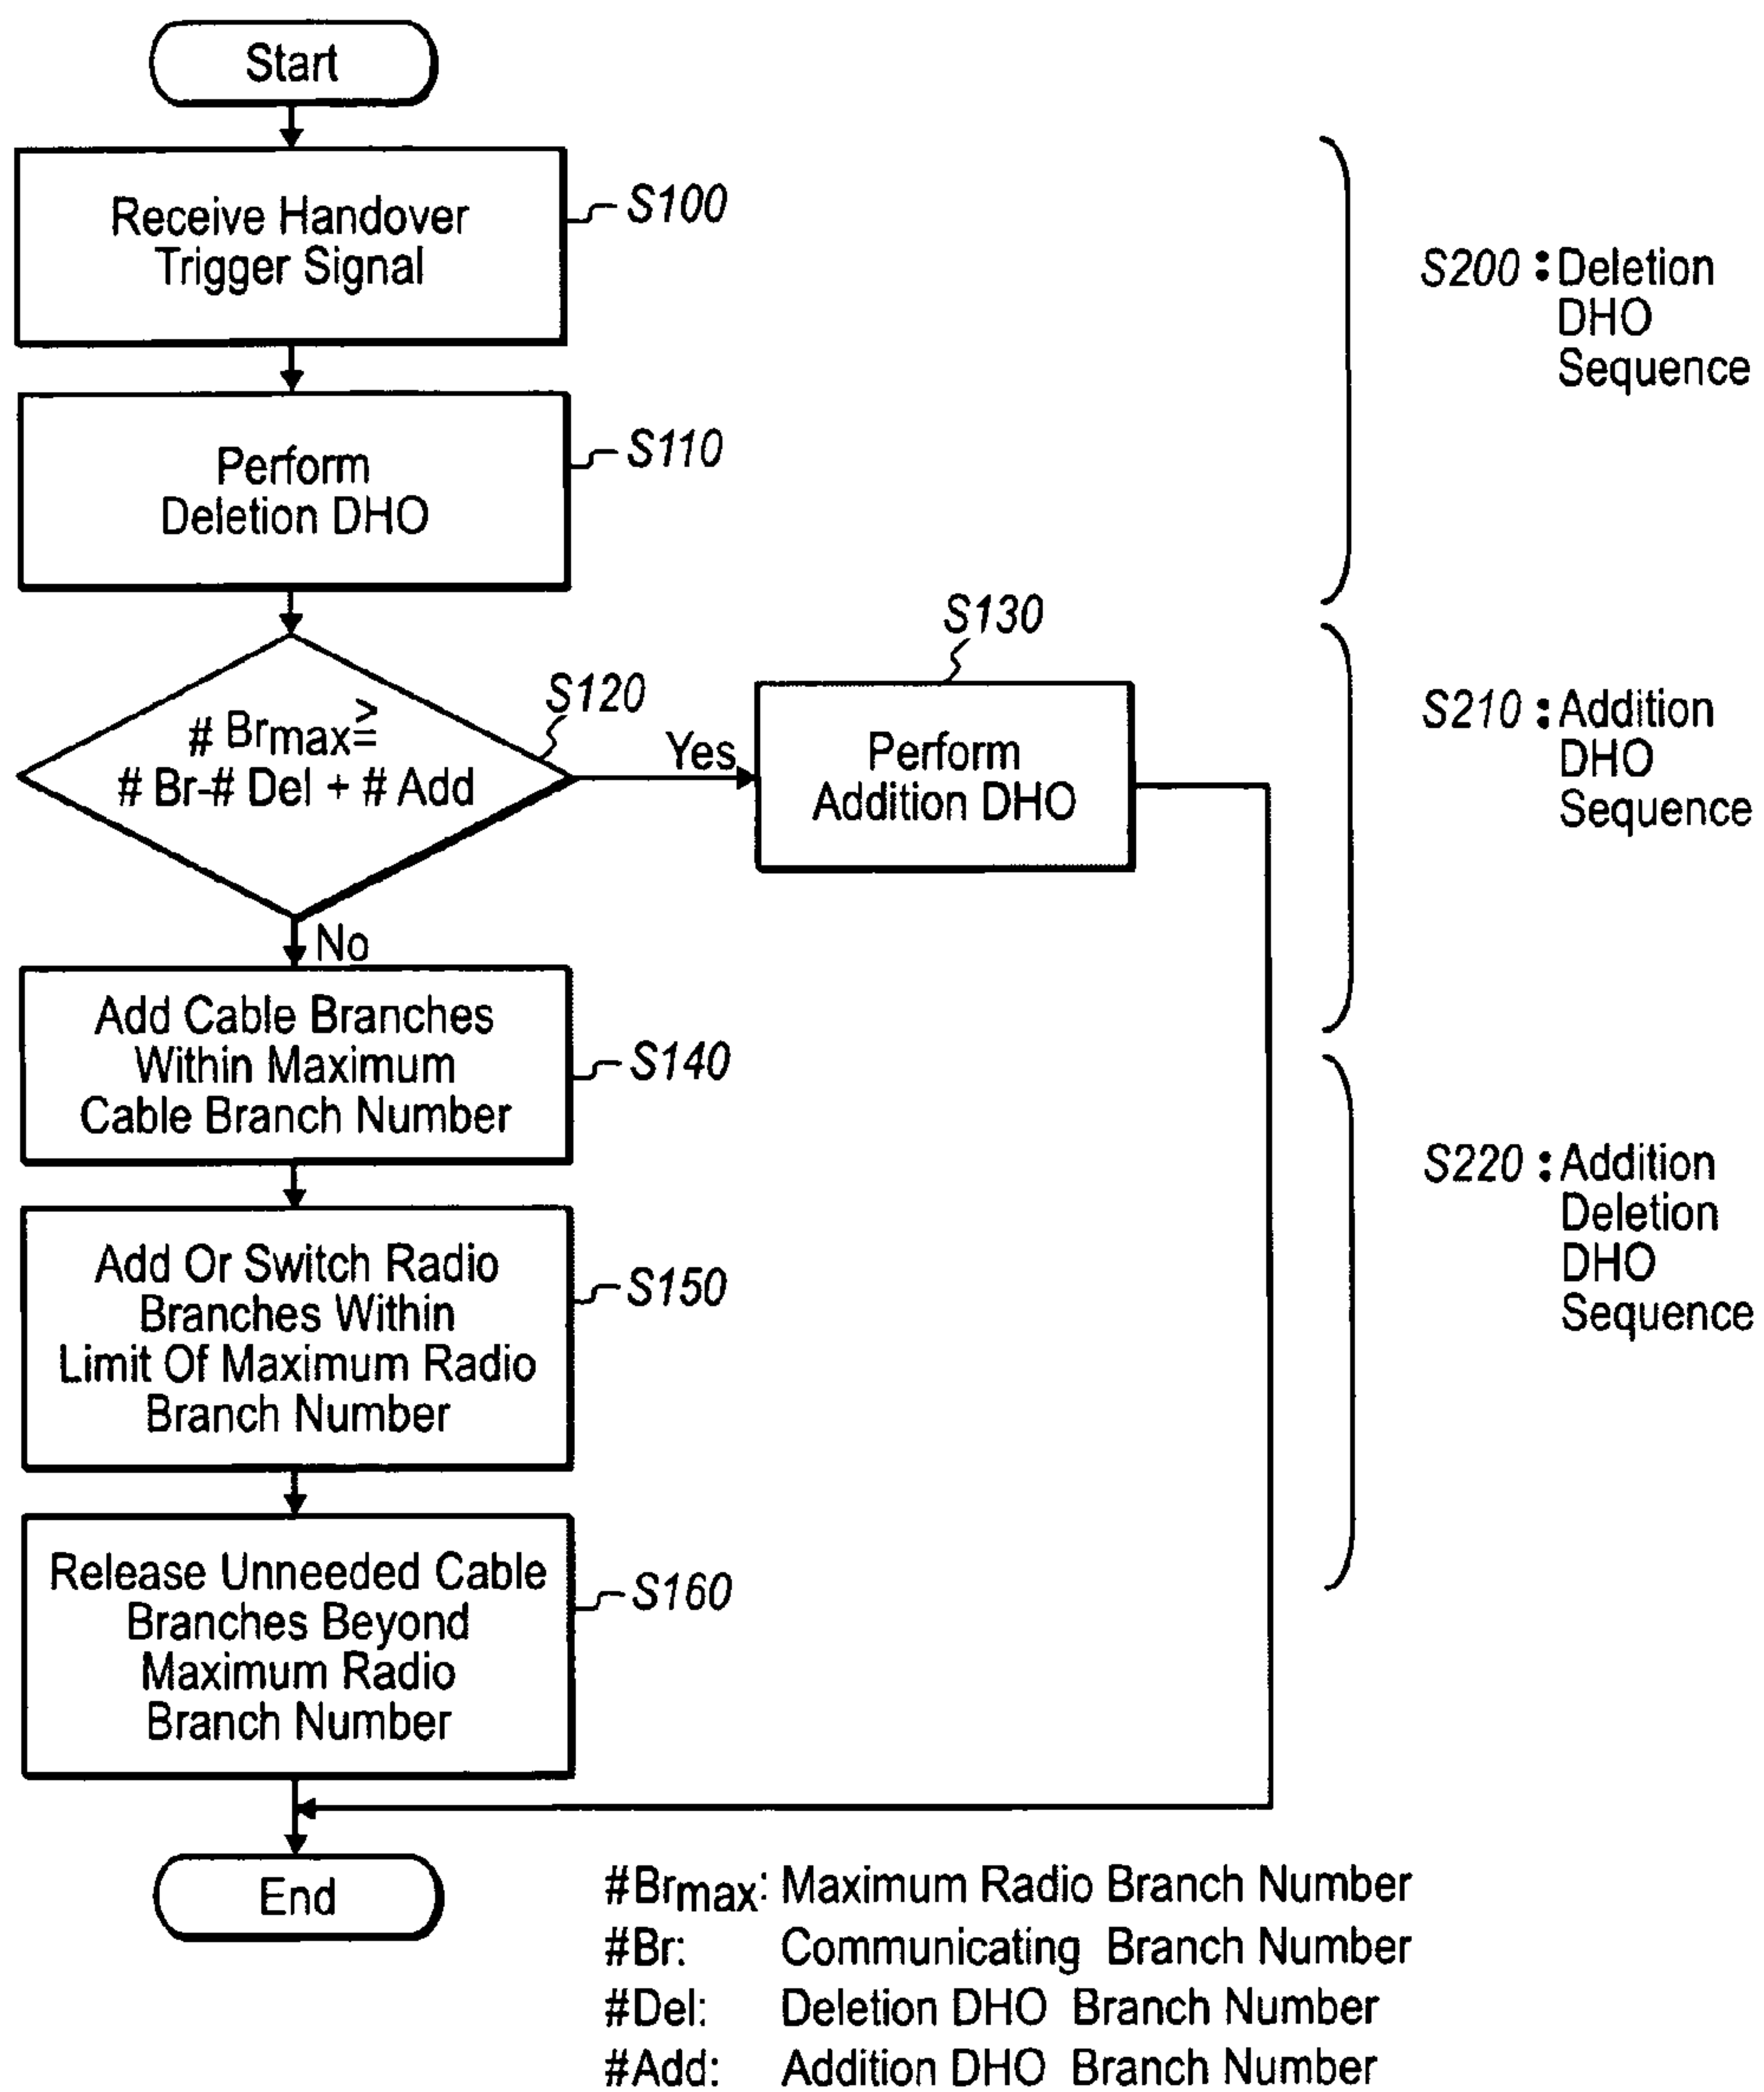 Start
Receive Handover
Trigger Signal
S100
Perform
Deletion DHO
S110
# Brmax ≥
# Br-# Del + # Add
S120
Yes
No
S130
Perform
Addition DHO
Add Cable Branches
Within Maximum
Cable Branch Number
S140
Add Or Switch Radio
Branches Within
Limit Of Maximum Radio
Branch Number
S150
Release Unneeded Cable
Branches Beyond
Maximum Radio
Branch Number
S160
End
S200 : Deletion
DHO
Sequence
S210 : Addition
DHO
Sequence
S220 : Addition
Deletion
DHO
Sequence
#Brmax: Maximum Radio Branch Number
#Br: Communicating Branch Number
#Del: Deletion DHO Branch Number
#Add: Addition DHO Branch Number